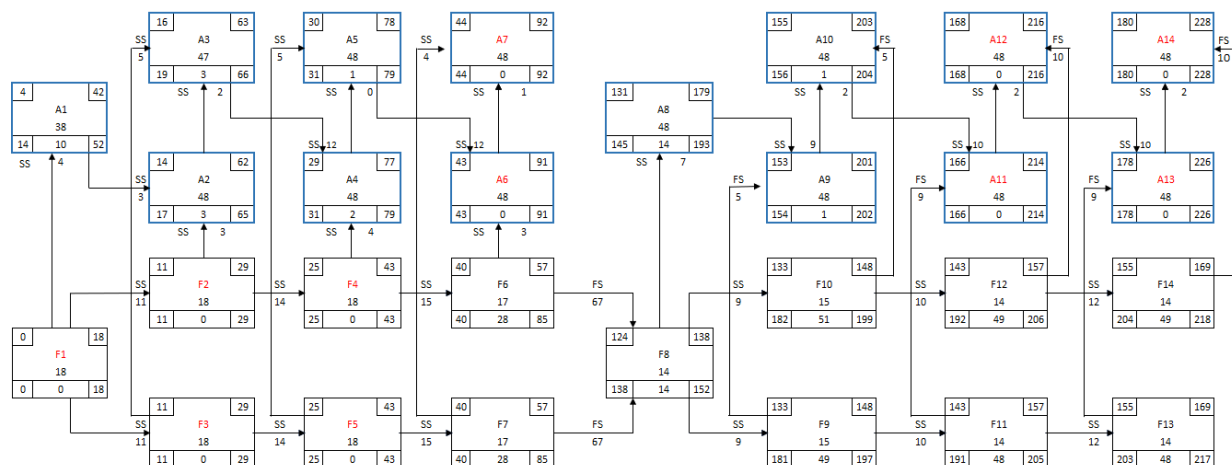 16 63
30 78
44 92
155 203
168 216
180 228
SS A3
SS A5
SS A7
A10 FS
A12 FS
A14 FS
5 47
5 48
4 48
48 5
48 10
48 10
4 42
19 3 66
31 1 79
44 0 92
131 179
156 1 204
168 0 216
180 0 228
A1
SS 2
SS 0
SS 1
A8
SS 2
SS 2
SS 2
38
48
14 10 52
SS 12
SS 12
145 14 193
SS 9
SS 10
SS 10
SS 4
14 62
29 77
43 91
SS 7
153 201
166 214
178 226
SS A2
A4
A6
FS A9
FS A11
FS A13
3 48
48
48
5 48
9 48
9 48
17 3 65
31 2 79
43 0 91
154 1 202
166 0 214
178 0 226
SS 3
SS 4
SS 3
11 29
25 43
40 57
133 148
143 157
155 169
SS F2
SS F4
SS F6
FS
SS F10
SS F12
SS F14
11 18
14 18
15 17
67
9 15
10 14
12 14
11 0 29
25 0 43
40 28 85
182 51 199
192 49 206
204 49 218
0 18
124 138
F1
F8
18
14
0 0 18
138 14 152
11 29
25 43
40 57
133 148
143 157
155 169
SS F3
SS F5
SS F7
FS
SS F9
SS F11
SS F13
11 18
14 18
15 17
67
9 15
10 14
12 14
11 0 29
25 0 43
40 28 85
181 49 197
191 48 205
203 48 217